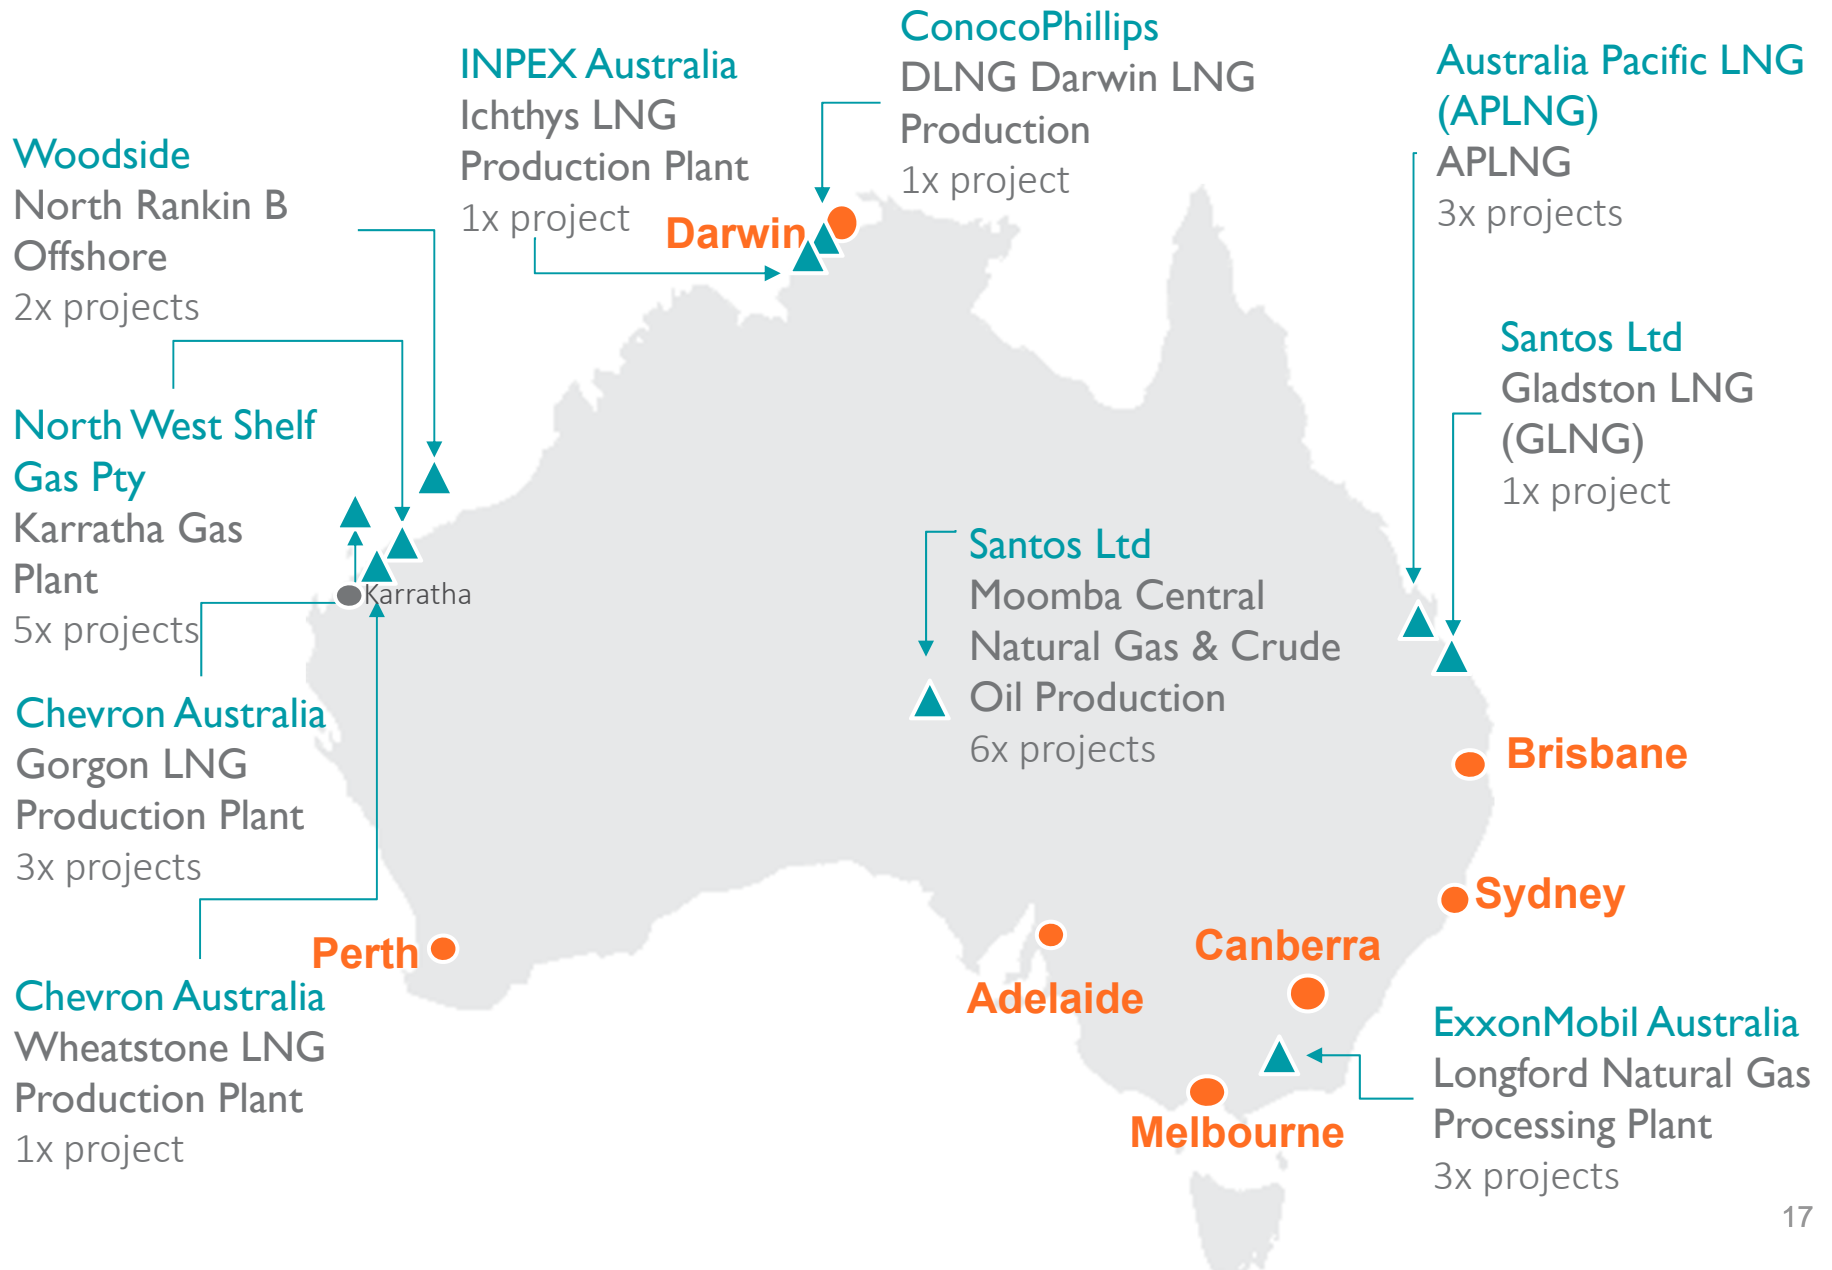 ConocoPhillips
DLNG Darwin LNG
Production
1x project
INPEX Australia
Ichthys LNG
Production Plant
1x project
Australia Pacific LNG
(APLNG)
APLNG
3x projects
Woodside
North Rankin B
Offshore
2x projects
Darwin
Santos Ltd
Gladston LNG
(GLNG)
1x project
North West Shelf
Gas Pty
Karratha Gas
Plant
5x projects
Karratha
Santos Ltd
Moomba Central
Natural Gas & Crude
Oil Production
6x projects
Chevron Australia
Gorgon LNG
Production Plant
3x projects
Brisbane
Sydney
Perth
Canberra
Adelaide
Chevron Australia
Wheatstone LNG
Production Plant
1x project
ExxonMobil Australia
Longford Natural Gas
Processing Plant
3x projects
Melbourne
17